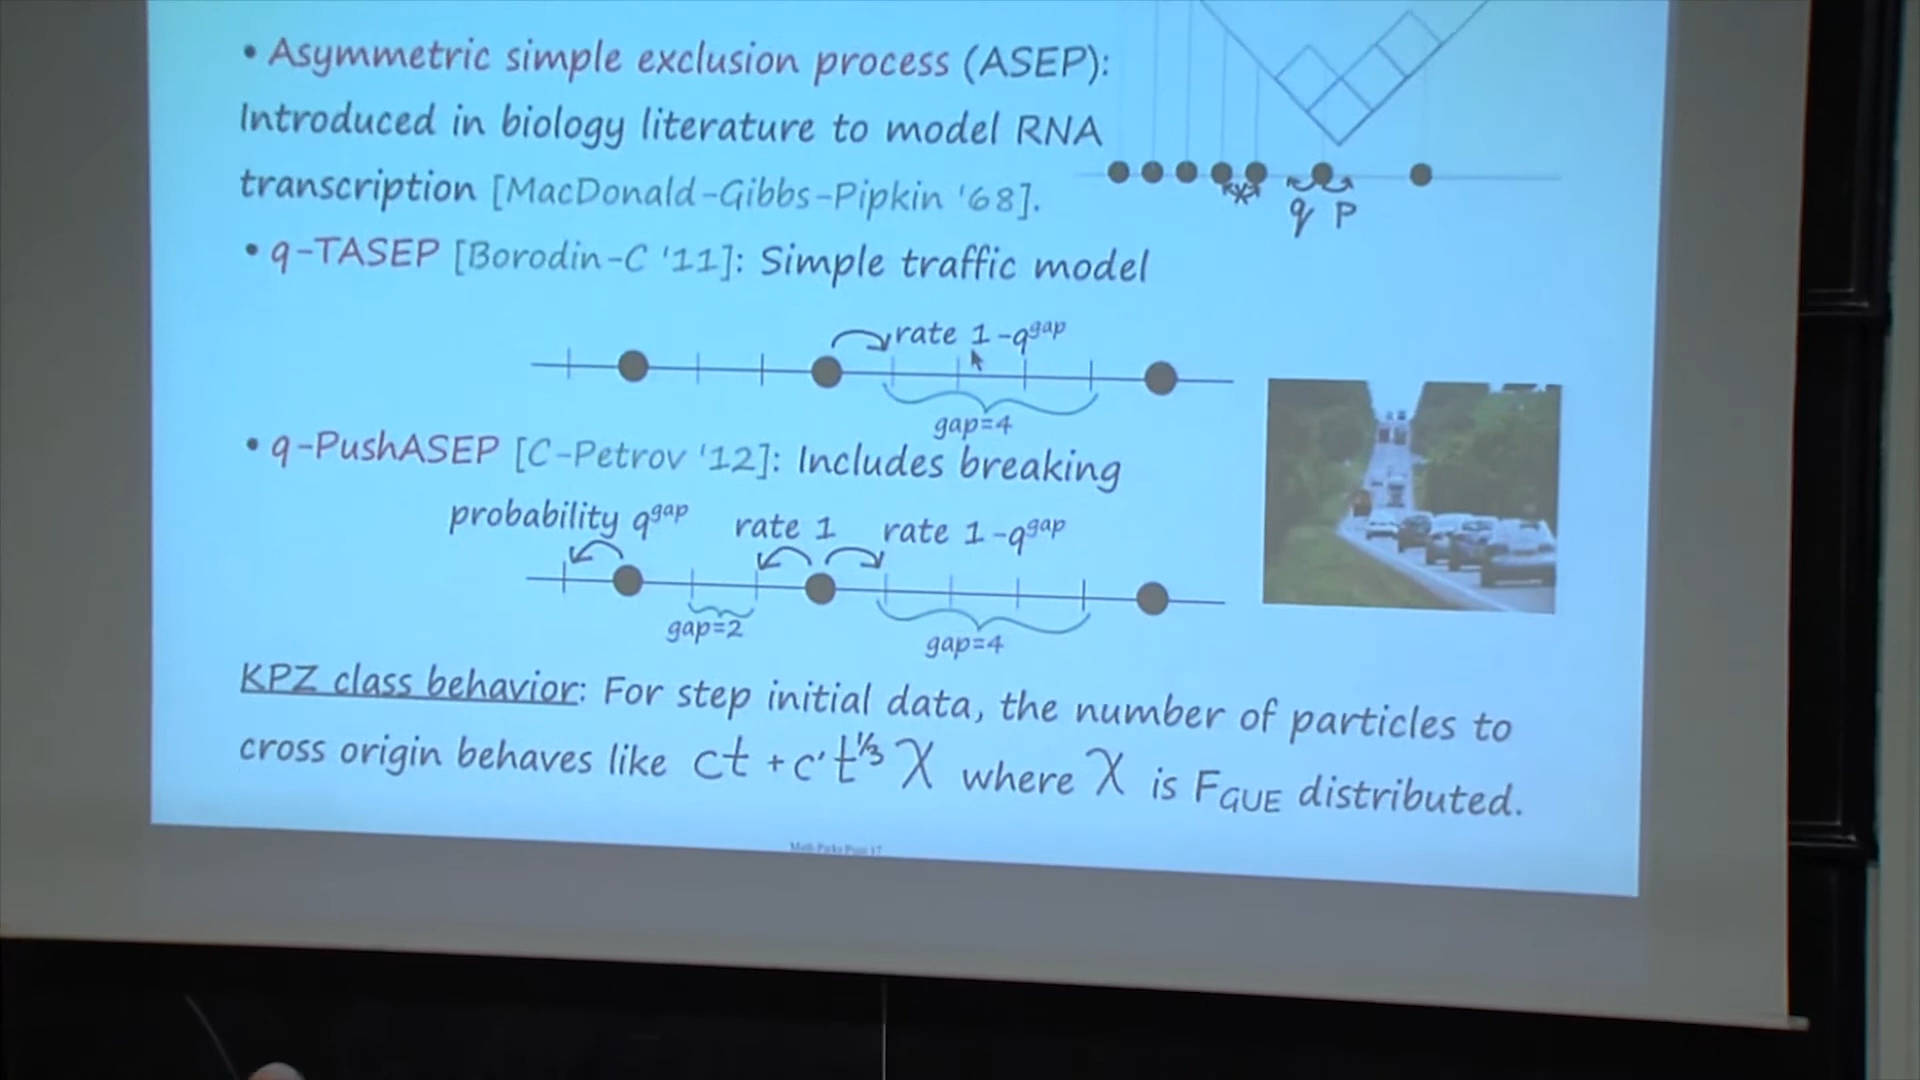 • Asymmetric simple exclusion process (ASEP):
Introduced in biology literature to model RNA
transcription [MacDonald-Gibbs-Pipkin '68].
q p
• q-TASEP [Borodin-C '11]: Simple traffic model
rate 1-q^gap
gap=4
• q-PushASEP [C-Petrov '12]: Includes breaking
probability q^gap rate 1 rate 1-q^gap
gap=2 gap=4
KPZ class behavior: For step initial data, the number of particles to
cross origin behaves like ct + c't^1/3 χ where χ is F_GUE distributed.